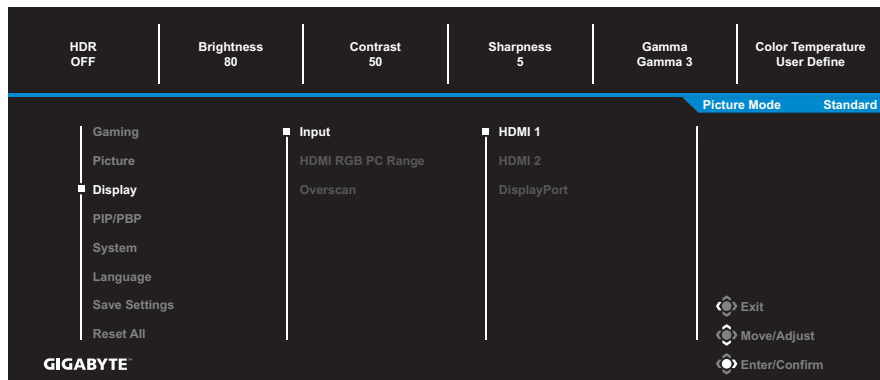 HDR Brightness Contrast Sharpness Gamma Color Temperature
OFF 80 50 5 Gamma 3 User Define
Picture Mode Standard
Gaming Input HDMI 1
Picture HDMI RGB PC Range HDMI 2
Display Overscan DisplayPort
PIP/PBP
System
Language
Save Settings
Exit
Reset All
Move/Adjust
GIGABYTE™
Enter/Confirm